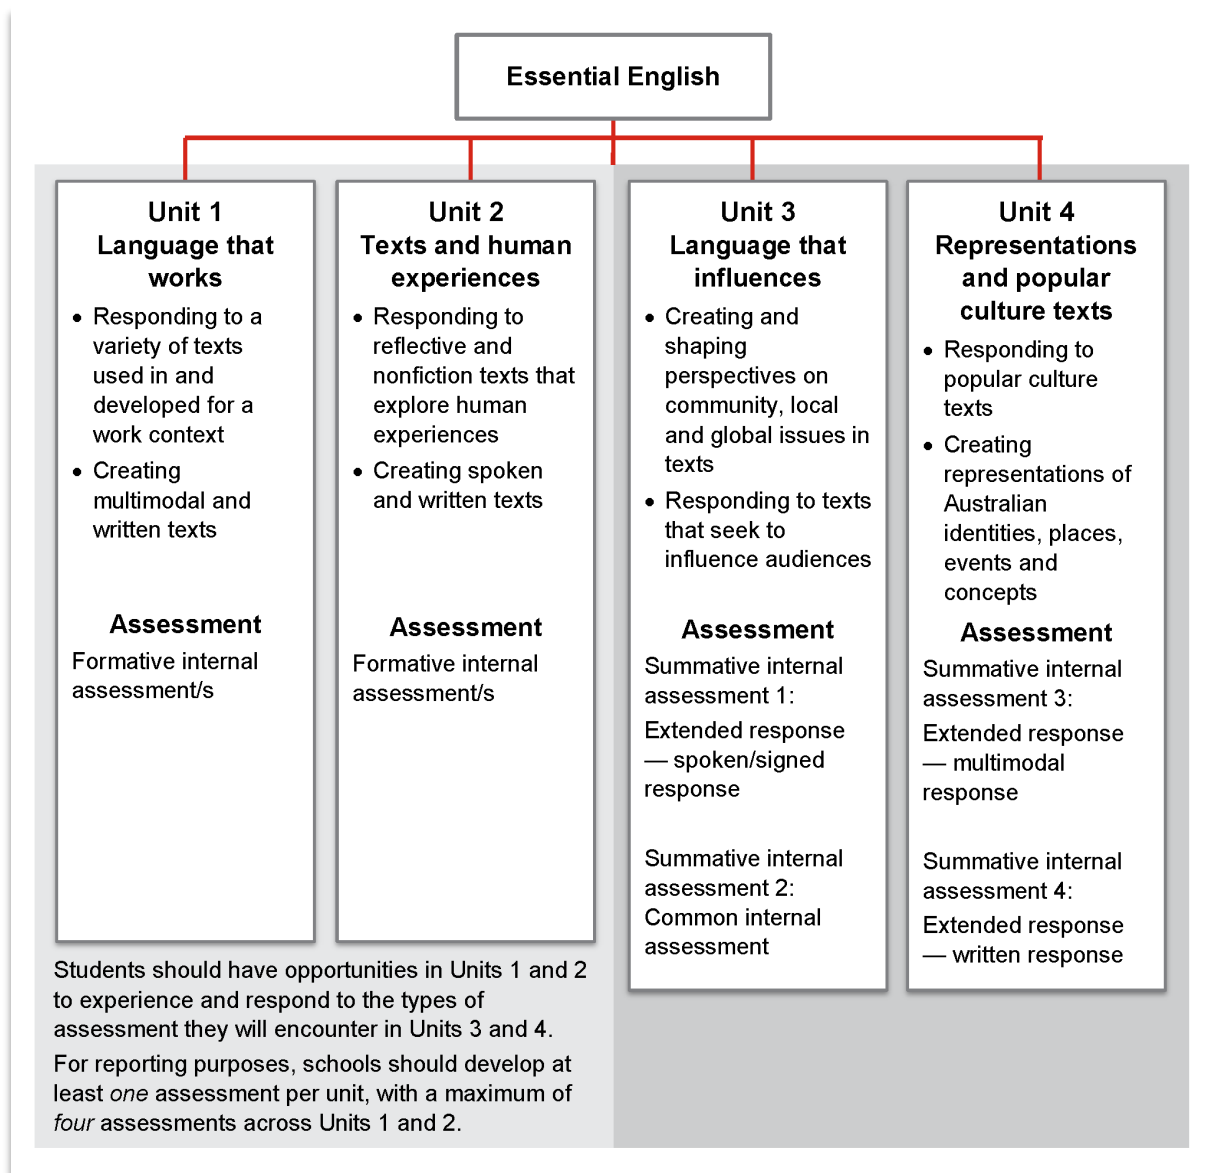 Essential English
Unit 1
Language that
works
• Responding to a
variety of texts
used in and
developed for a
work context
• Creating
multimodal and
written texts
Assessment
Formative internal
assessment/s
Unit 2
Texts and human
experiences
• Responding to
reflective and
nonfiction texts that
explore human
experiences
• Creating spoken
and written texts
Assessment
Formative internal
assessment/s
Students should have opportunities in Units 1 and 2
to experience and respond to the types of
assessment they will encounter in Units 3 and 4.
For reporting purposes, schools should develop at
least one assessment per unit, with a maximum of
four assessments across Units 1 and 2.
Unit 3
Language that
influences
• Creating and
shaping
perspectives on
community, local
and global issues in
texts
• Responding to texts
that seek to
influence audiences
Assessment
Summative internal
assessment 1:
Extended response
— spoken/signed
response
Summative internal
assessment 2:
Common internal
assessment
Unit 4
Representations
and popular
culture texts
• Responding to
popular culture
texts
• Creating
representations of
Australian
identities, places,
events and
concepts
Assessment
Summative internal
assessment 3:
Extended response
— multimodal
response
Summative internal
assessment 4:
Extended response
— written response